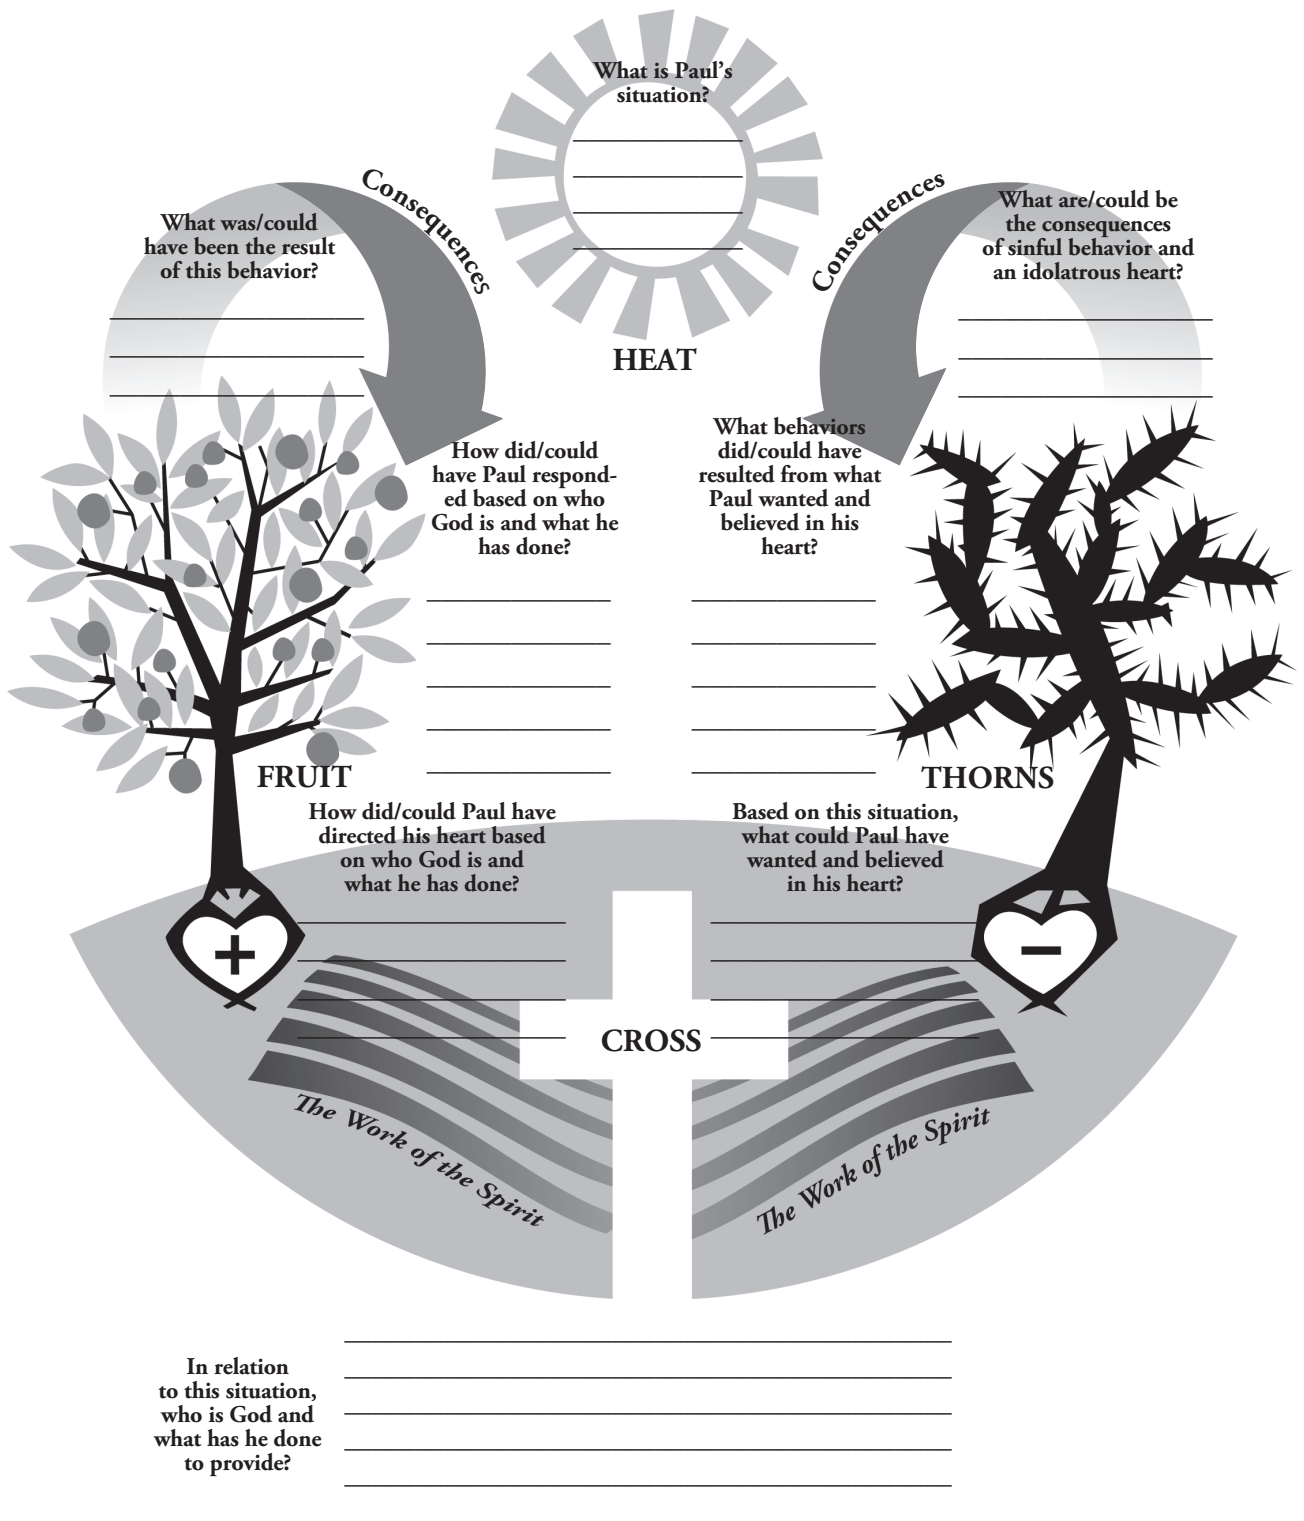 What is Paul's
situation?
HEAT
Consequences
Consequences
What was/could
have been the result
of this behavior?
What are/could be
the consequences
of sinful behavior and
an idolatrous heart?
How did/could
have Paul respond-
ed based on who
God is and what he
has done?
What behaviors
did/could have
resulted from what
Paul wanted and
believed in his
heart?
FRUIT
THORNS
How did/could Paul have
directed his heart based
on who God is and
what he has done?
Based on this situation,
what could Paul have
wanted and believed
in his heart?
+
−
CROSS
The Work of the Spirit
The Work of the Spirit
In relation
to this situation,
who is God and
what has he done
to provide?